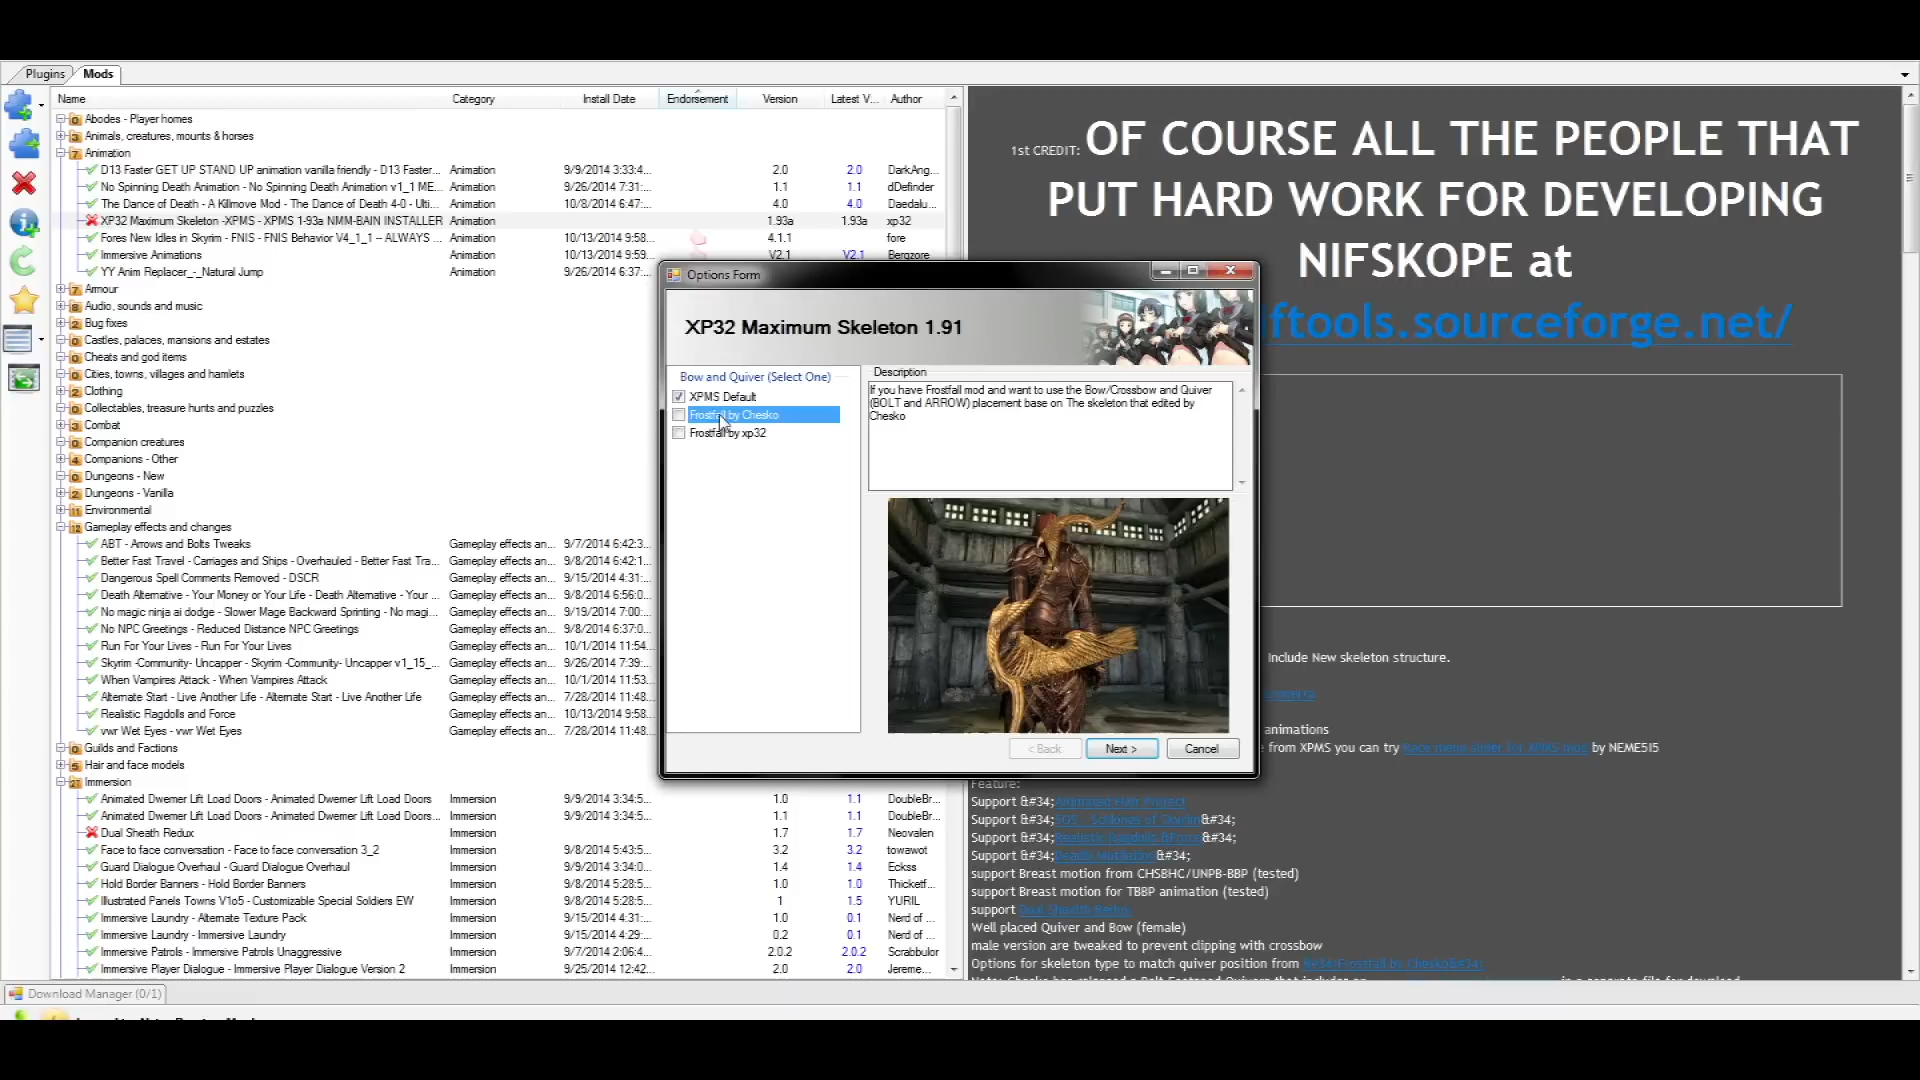 Plugins Mods
Name Category Install Date Endorsement Version Latest V... Author
Abodes - Player homes
Animals, creatures, mounts & horses
Animation
D13 Faster GET UP STAND UP animation vanilla friendly - D13 Faster... Animation 9/9/2014 3:33:4... 2.0 2.0 DarkAng...
No Spinning Death Animation - No Spinning Death Animation v1_1 ME... Animation 9/26/2014 7:31:... 1.1 1.1 dDefinder
The Dance of Death - A Killmove Mod - The Dance of Death 4-0 - Ulti... Animation 10/8/2014 6:47:... 4.0 4.0 Daedalu...
XP32 Maximum Skeleton -XPMS - XPMS 1-93a NMM-BAIN INSTALLER Animation 1.93a 1.93a xp32
Fores New Idles in Skyrim - FNIS - FNIS Behavior V4_1_1 -- ALWAYS ... Animation 10/13/2014 9:58... 4.1.1 fore
Immersive Animations Animation 10/13/2014 9:59... V2.1 V2.1 Bergzore
YY Anim Replacer_-_Natural Jump Animation 9/26/2014 6:37:...
Armour
Audio, sounds and music
Bug fixes
Castles, palaces, mansions and estates
Cheats and god items
Cities, towns, villages and hamlets
Clothing
Collectables, treasure hunts and puzzles
Combat
Companion creatures
Companions - Other
Dungeons - New
Dungeons - Vanilla
Environmental
Gameplay effects and changes
ABT - Arrows and Bolts Tweaks Gameplay effects an... 9/7/2014 6:42:3...
Better Fast Travel - Carriages and Ships - Overhauled - Better Fast Tra... Gameplay effects an... 9/8/2014 6:42:1...
Dangerous Spell Comments Removed - DSCR Gameplay effects an... 9/15/2014 4:31:...
Death Alternative - Your Money or Your Life - Death Alternative - Your ... Gameplay effects an... 9/8/2014 6:56:0...
No magic ninja ai dodge - Slower Mage Backward Sprinting - No magi... Gameplay effects an... 9/19/2014 7:00:...
No NPC Greetings - Reduced Distance NPC Greetings Gameplay effects an... 9/8/2014 6:37:0...
Run For Your Lives - Run For Your Lives Gameplay effects an... 10/1/2014 11:54...
Skyrim -Community- Uncapper - Skyrim -Community- Uncapper v1_15_... Gameplay effects an... 9/26/2014 7:39:...
When Vampires Attack - When Vampires Attack Gameplay effects an... 10/1/2014 11:53...
Alternate Start - Live Another Life - Alternate Start - Live Another Life Gameplay effects an... 7/28/2014 11:48...
Realistic Ragdolls and Force Gameplay effects an... 10/13/2014 9:58...
vwr Wet Eyes - vwr Wet Eyes Gameplay effects an... 7/28/2014 11:48...
Guilds and Factions
Hair and face models
Immersion
Animated Dwemer Lift Load Doors - Animated Dwemer Lift Load Doors Immersion 9/9/2014 3:34:5... 1.0 1.1 DoubleBr...
Animated Dwemer Lift Load Doors - Animated Dwemer Lift Load Doors... Immersion 9/9/2014 3:34:5... 1.1 1.1 DoubleBr...
Dual Sheath Redux Immersion 1.7 1.7 Neovalen
Face to face conversation - Face to face conversation 3_2 Immersion 9/8/2014 5:43:5... 3.2 3.2 towawot
Guard Dialogue Overhaul - Guard Dialogue Overhaul Immersion 9/9/2014 3:34:0... 1.4 1.4 Eckss
Hold Border Banners - Hold Border Banners Immersion 9/8/2014 5:28:5... 1.0 1.0 Thicketf...
Illustrated Panels Towns V1o5 - Customizable Special Soldiers EW Immersion 9/8/2014 5:28:5... 1 1.5 YURIL
Immersive Laundry - Alternate Texture Pack Immersion 9/15/2014 4:31:... 1.0 0.1 Nerd of ...
Immersive Laundry - Immersive Laundry Immersion 9/15/2014 4:29:... 0.2 0.1 Nerd of ...
Immersive Patrols - Immersive Patrols Unaggressive Immersion 9/7/2014 2:06:4... 2.0.2 2.0.2 Scrabbulor
Immersive Player Dialogue - Immersive Player Dialogue Version 2 Immersion 9/25/2014 12:42... 2.0 2.0 Jereme...
Download Manager (0/1)
Options Form
XP32 Maximum Skeleton 1.91
Bow and Quiver (Select One)
XPMS Default
Frostfall by Chesko
Frostfall by xp32
Description
If you have Frostfall mod and want to use the Bow/Crossbow and Quiver
(BOLT and ARROW) placement base on The skeleton that edited by
Chesko
< Back Next > Cancel
1st CREDIT: OF COURSE ALL THE PEOPLE THAT
PUT HARD WORK FOR DEVELOPING
NIFSKOPE at
iftools.sourceforge.net/
Include New skeleton structure.
animations
from XPMS you can try Race menu slider for XPMS mod by NEME515
Feature:
Support &#34;Animated Hair Project
Support &#34;SOS - Schlongs of Skyrim&#34;
Support &#34;Realistic Ragdolls &Force&#34;
Support &#34;Deadly Mutilation&#34;
support Breast motion from CHSBHC/UNPB-BBP (tested)
support Breast motion for TBBP animation (tested)
support Dual Sheath Redux
Well placed Quiver and Bow (female)
male version are tweaked to prevent clipping with crossbow
Options for skeleton type to match quiver position from &#34;Frostfall by Chesko&#34;